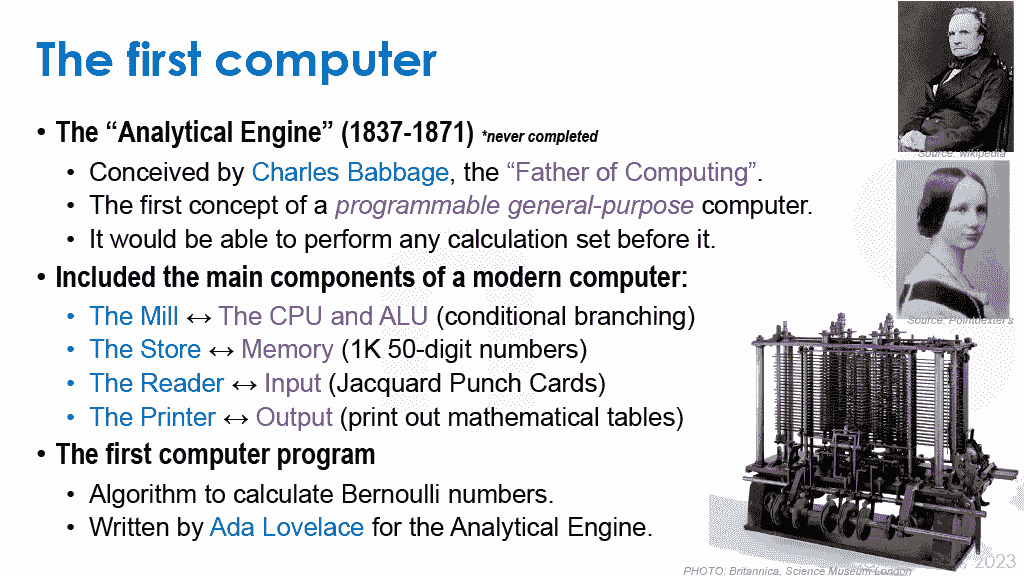 The first computer
• The “Analytical Engine” (1837-1871) *never completed
• Conceived by Charles Babbage, the “Father of Computing”.
• The first concept of a programmable general-purpose computer.
• It would be able to perform any calculation set before it.
• Included the main components of a modern computer:
• The Mill ↔ The CPU and ALU (conditional branching)
• The Store ↔ Memory (1K 50-digit numbers)
• The Reader ↔ Input (Jacquard Punch Cards)
• The Printer ↔ Output (print out mathematical tables)
• The first computer program
• Algorithm to calculate Bernoulli numbers.
• Written by Ada Lovelace for the Analytical Engine.
Source: wikipedia
Source: Pointdexter's
PHOTO: Britannica, Science Museum London
2023